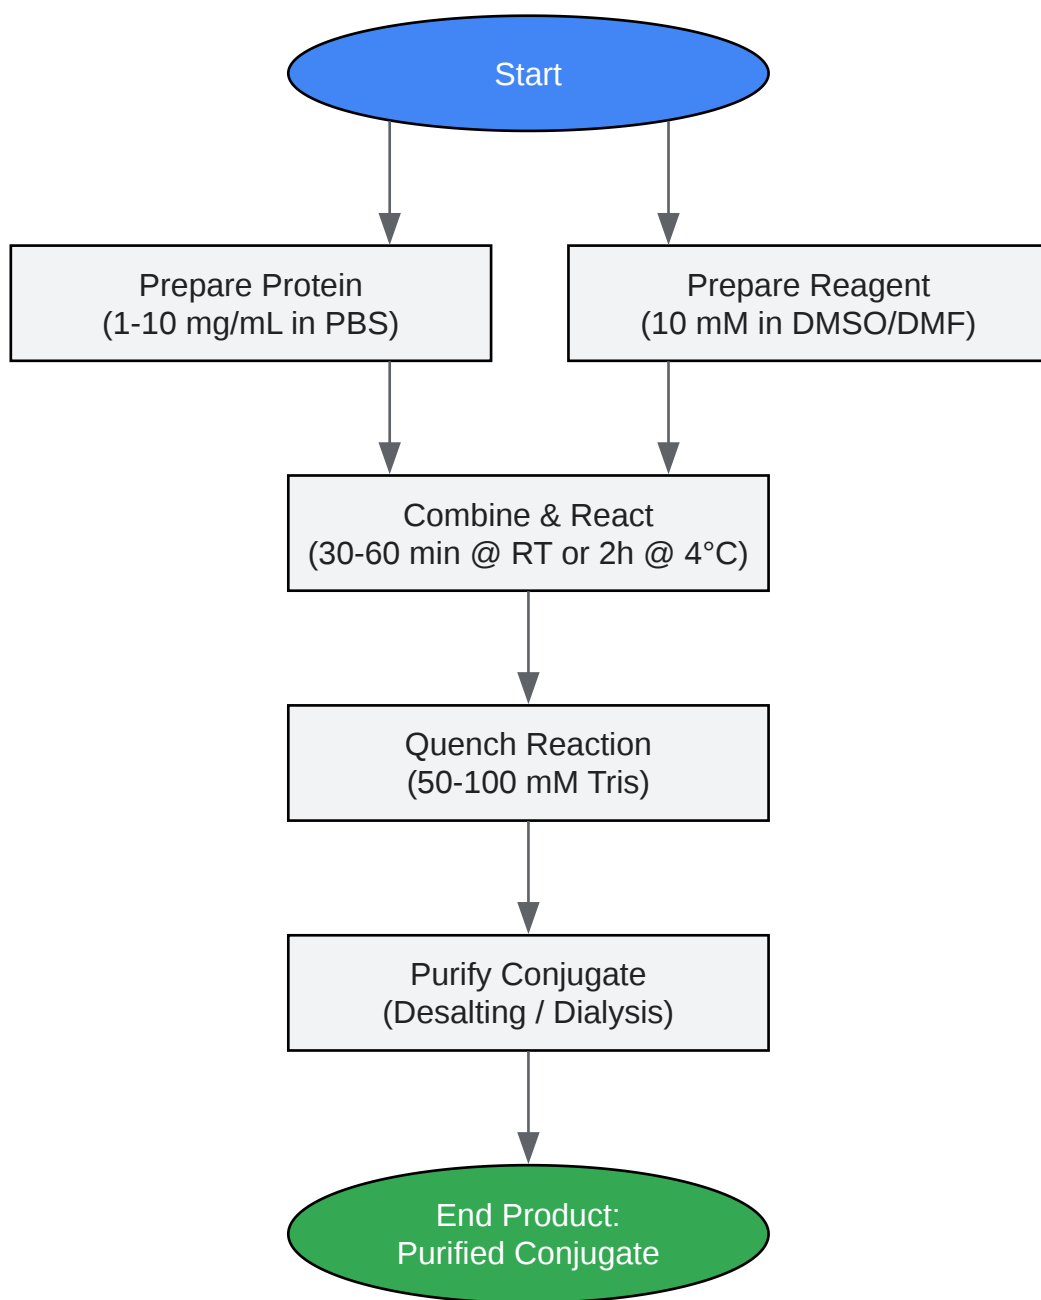 Start
Prepare Protein
(1-10 mg/mL in PBS)
Prepare Reagent
(10 mM in DMSO/DMF)
Combine & React
(30-60 min @ RT or 2h @ 4°C)
Quench Reaction
(50-100 mM Tris)
Purify Conjugate
(Desalting / Dialysis)
End Product:
Purified Conjugate